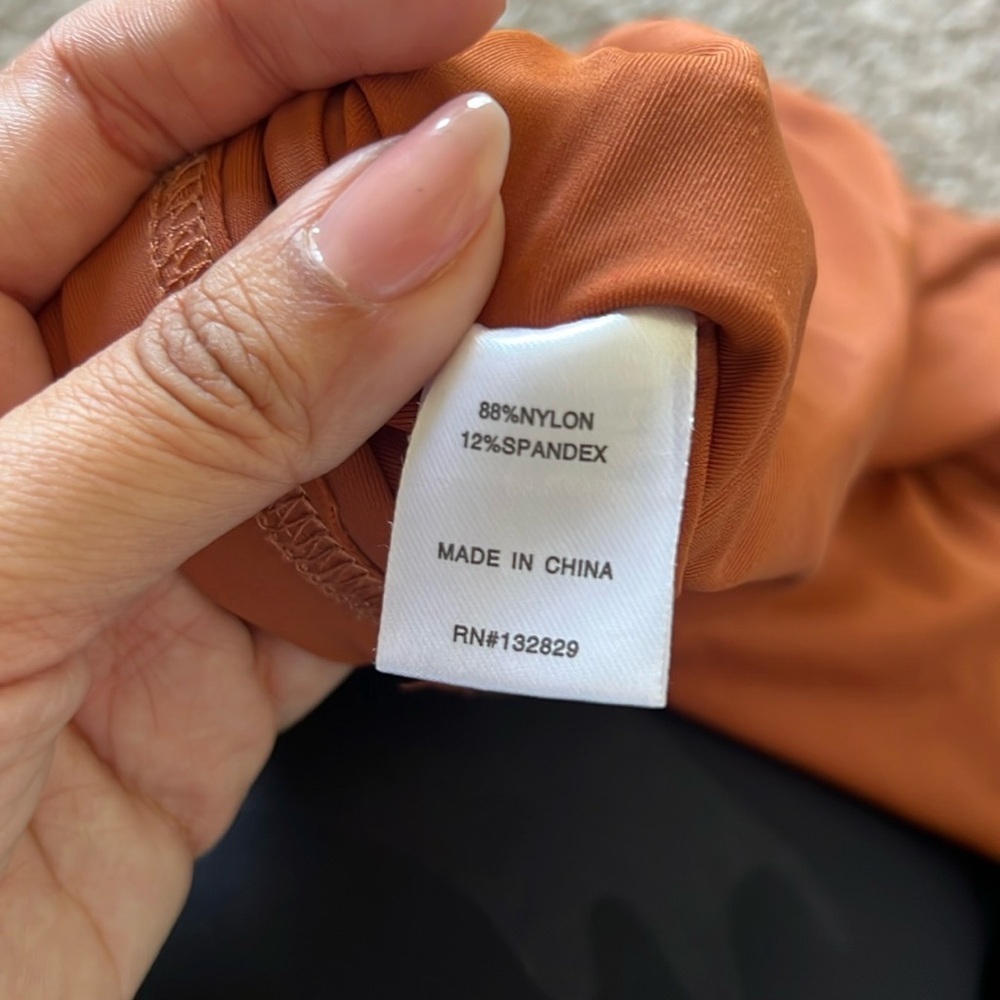 88%NYLON
12%SPANDEX
MADE IN CHINA
RN#132829